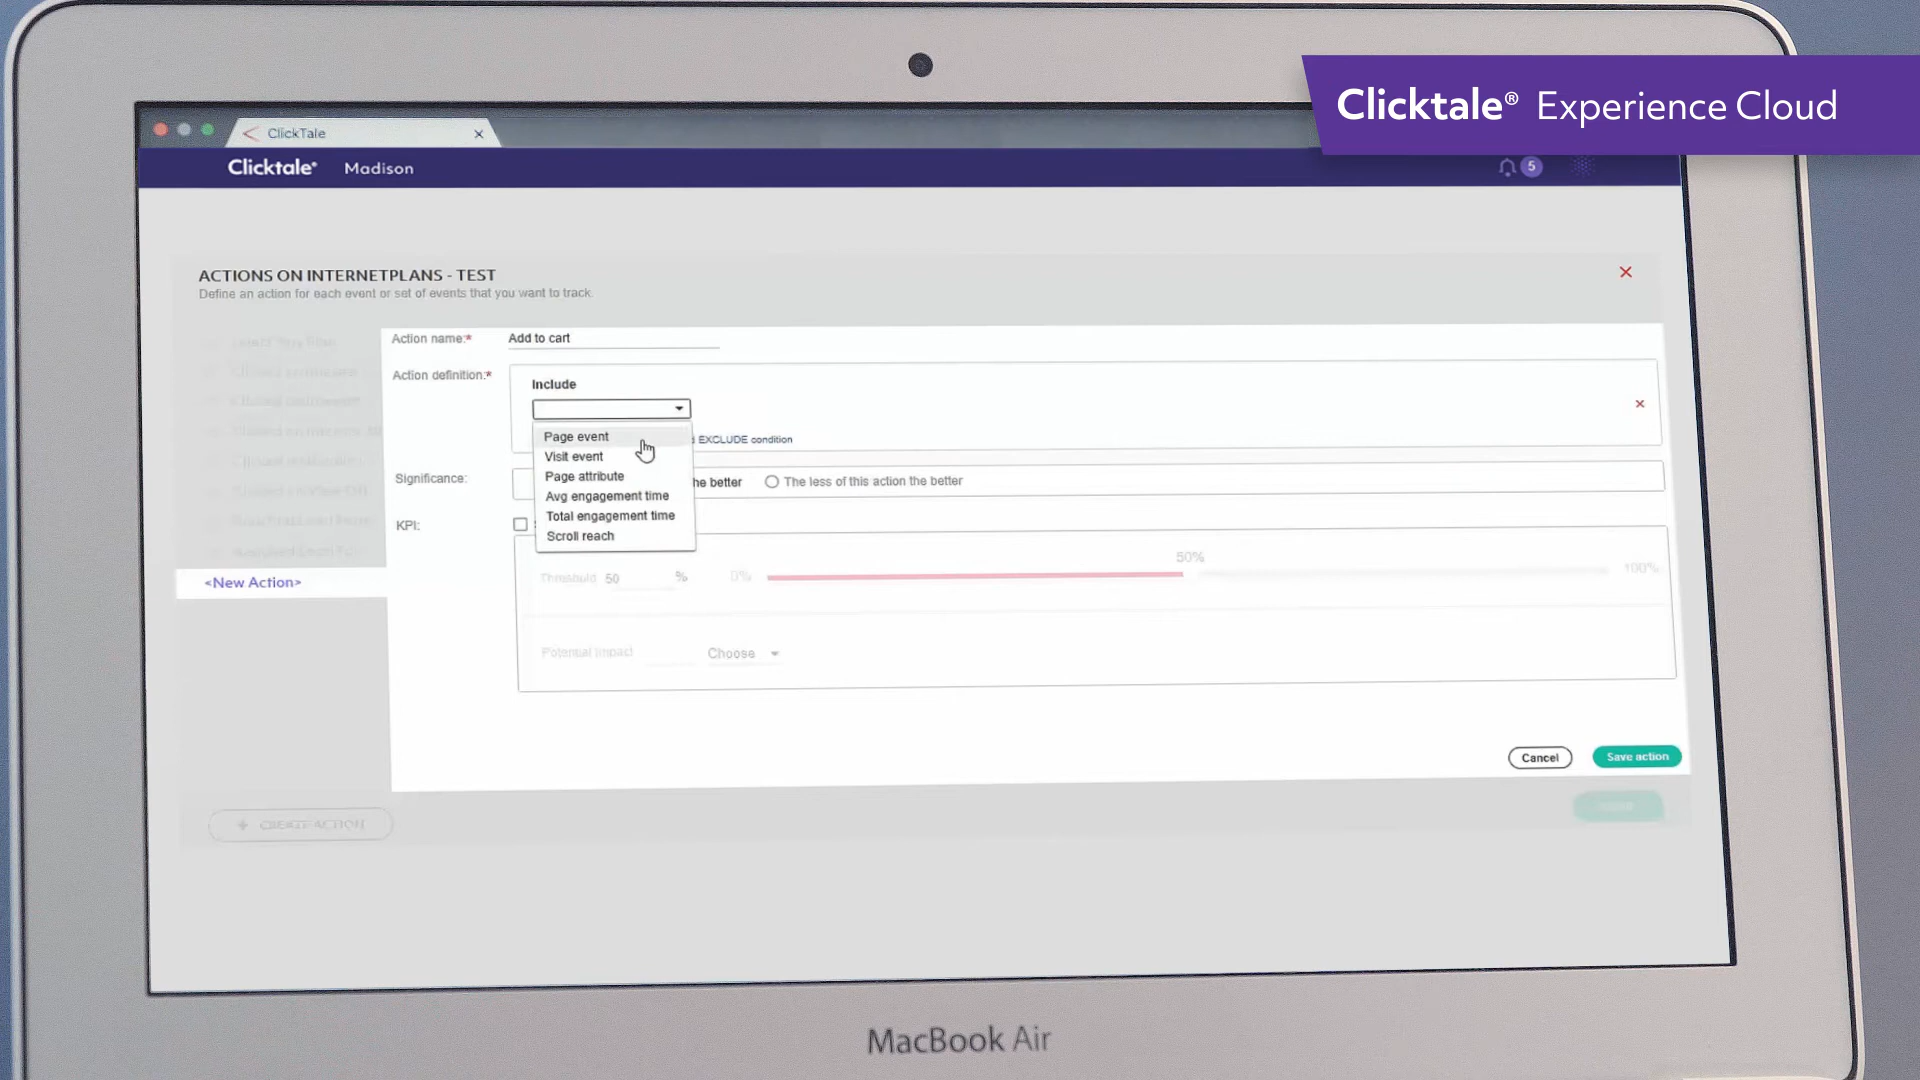 Clicktale® Experience Cloud
ClickTale
Clicktale® Madison
5
ACTIONS ON INTERNETPLANS - TEST
Define an action for each event or set of events that you want to track.
Action name:* Add to cart
Action definition:* Include
Page event
EXCLUDE condition
Visit event
Page attribute
Avg engagement time
Total engagement time
Scroll reach
Significance:
he better
The less of this action the better
KPI:
<New Action>
Threshold 50 % 0% 50% 100%
Potential Impact Choose
Cancel Save action
+ CREATE ACTION
MacBook Air